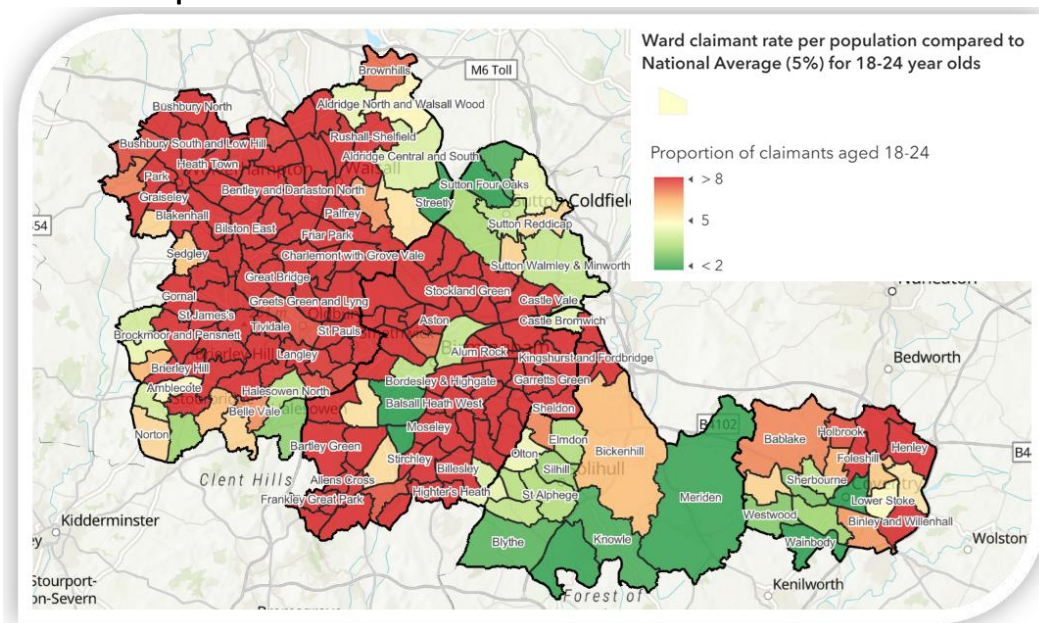 Ward claimant rate per population compared to
National Average (5%) for 18-24 year olds
Proportion of claimants aged 18-24
> 8
5
< 2
Brownhills
M6 Toll
Bushbury North
Aldridge North and Walsall Wood
Bushbury South and Low Hill
Rushall-Shelfield
Heath Town
Aldridge Central and South
Park
Bentley and Darlaston North
Sutton Four Oaks
Graiseley
Streetly
Coldfield
Blakenhall
Palfrey
Sutton Reddicap
54
Bilston East
Friar Park
Sedgley
Charlemont with Grove Vale
Sutton Walmley & Minworth
Great Bridge
Stockland Green
Gornal
Greets Green and Lyng
Castle Vale
St James's
Aston
Castle Bromwich
Brockmoor and Pensnett
Tividale
St Pauls
Bedworth
Brierley Hill
Langley
Alum Rock
Kingshurst and Fordbridge
Amblecote
Halesowen North
Bordesley & Highgate
Garretts Green
Belle Vale
Balsall Heath West
Sheldon
B4102
Holbrook
Norton
Moseley
Elmdon
Bablake
Henley
Bartley Green
Olton
Bickenhill
Foleshill
Clent Hills
Stirchley
Silhill
Sherbourne
Allens Cross
Billesley
Meriden
Lower Stoke
Frankley Great Park
Highter's Heath
St Alphege
Westwood
Binley and Willenhall
Kidderminster
Blythe
Knowle
Wainbody
Wolston
Stourport-
on-Severn
Forest of
Kenilworth